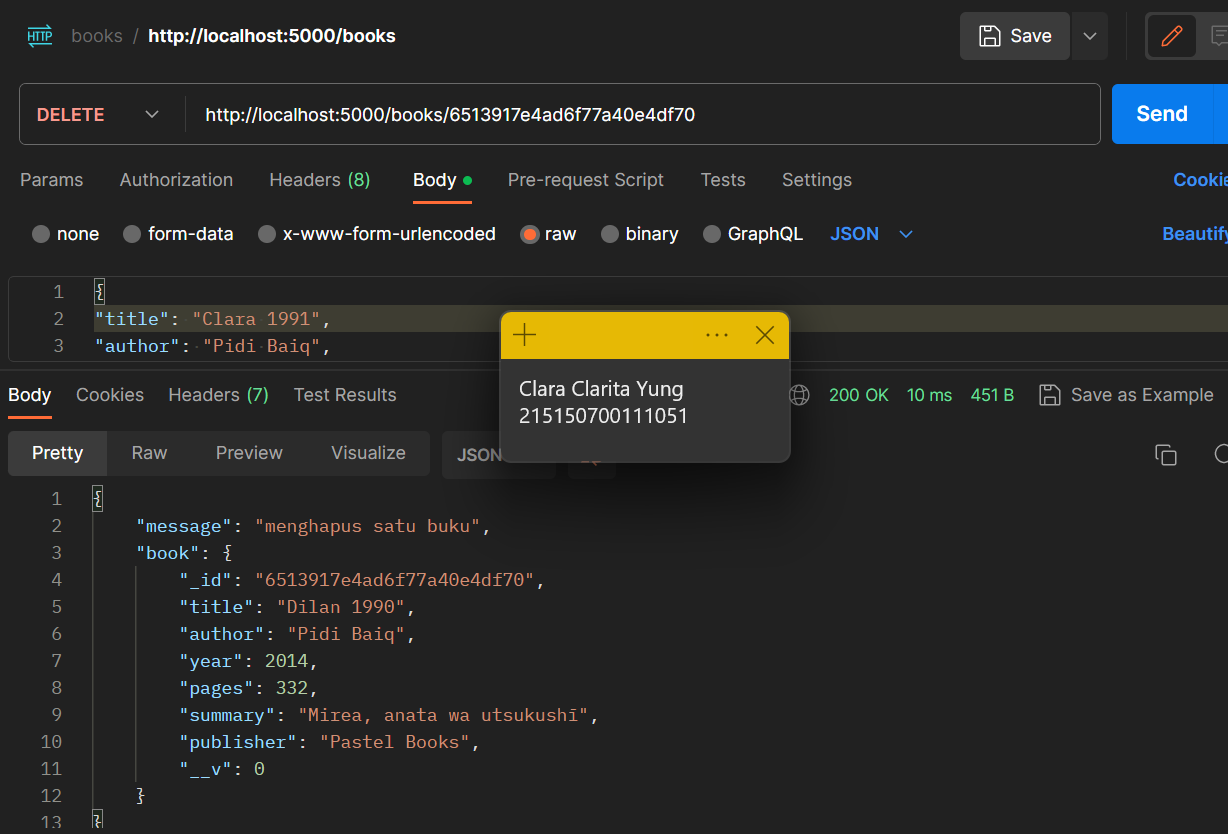 HTTP books / http://localhost:5000/books Save
DELETE http://localhost:5000/books/6513917e4ad6f77a40e4df70 Send
Params Authorization Headers (8) Body Pre-request Script Tests Settings
none form-data x-www-form-urlencoded raw binary GraphQL JSON
1 {
2 "title": "Clara 1991",
3 "author": "Pidi Baiq",
Clara Clarita Yung
215150700111051
Body Cookies Headers (7) Test Results 200 OK 10 ms 451 B Save as Example
Pretty Raw Preview Visualize JSON
1 {
2 "message": "menghapus satu buku",
3 "book": {
4 "_id": "6513917e4ad6f77a40e4df70",
5 "title": "Dilan 1990",
6 "author": "Pidi Baiq",
7 "year": 2014,
8 "pages": 332,
9 "summary": "Mirea, anata wa utsukushī",
10 "publisher": "Pastel Books",
11 "__v": 0
12 }
13 }